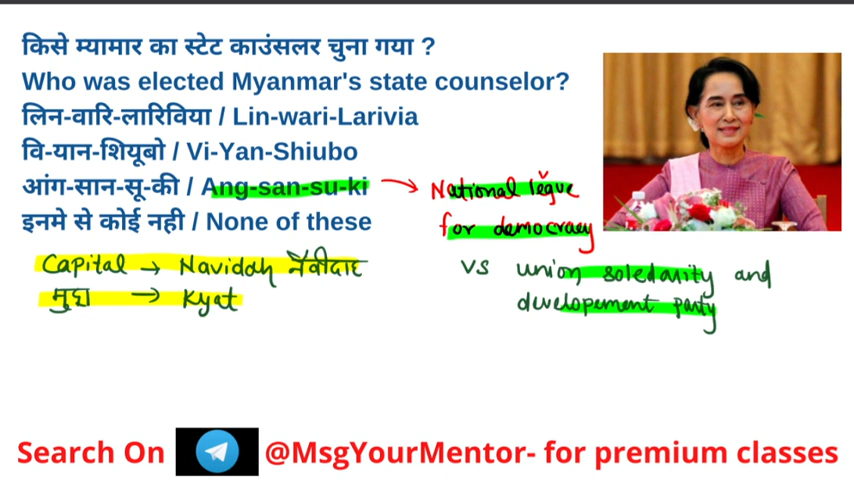 किसे म्यामार का स्टेट काउंसलर चुना गया ?
Who was elected Myanmar's state counselor?
लिन-वारि-लारिविया / Lin-wari-Larivia
वि-यान-शियूबो / Vi-Yan-Shiubo
आंग-सान-सू-की / Ang-san-su-ki → National legue
for democracy
इनमे से कोई नही / None of these
Capital → Navidah नेवीदाह
→ Kyat
vs union soledarity and
developement party
Search On @MsgYourMentor- for premium classes